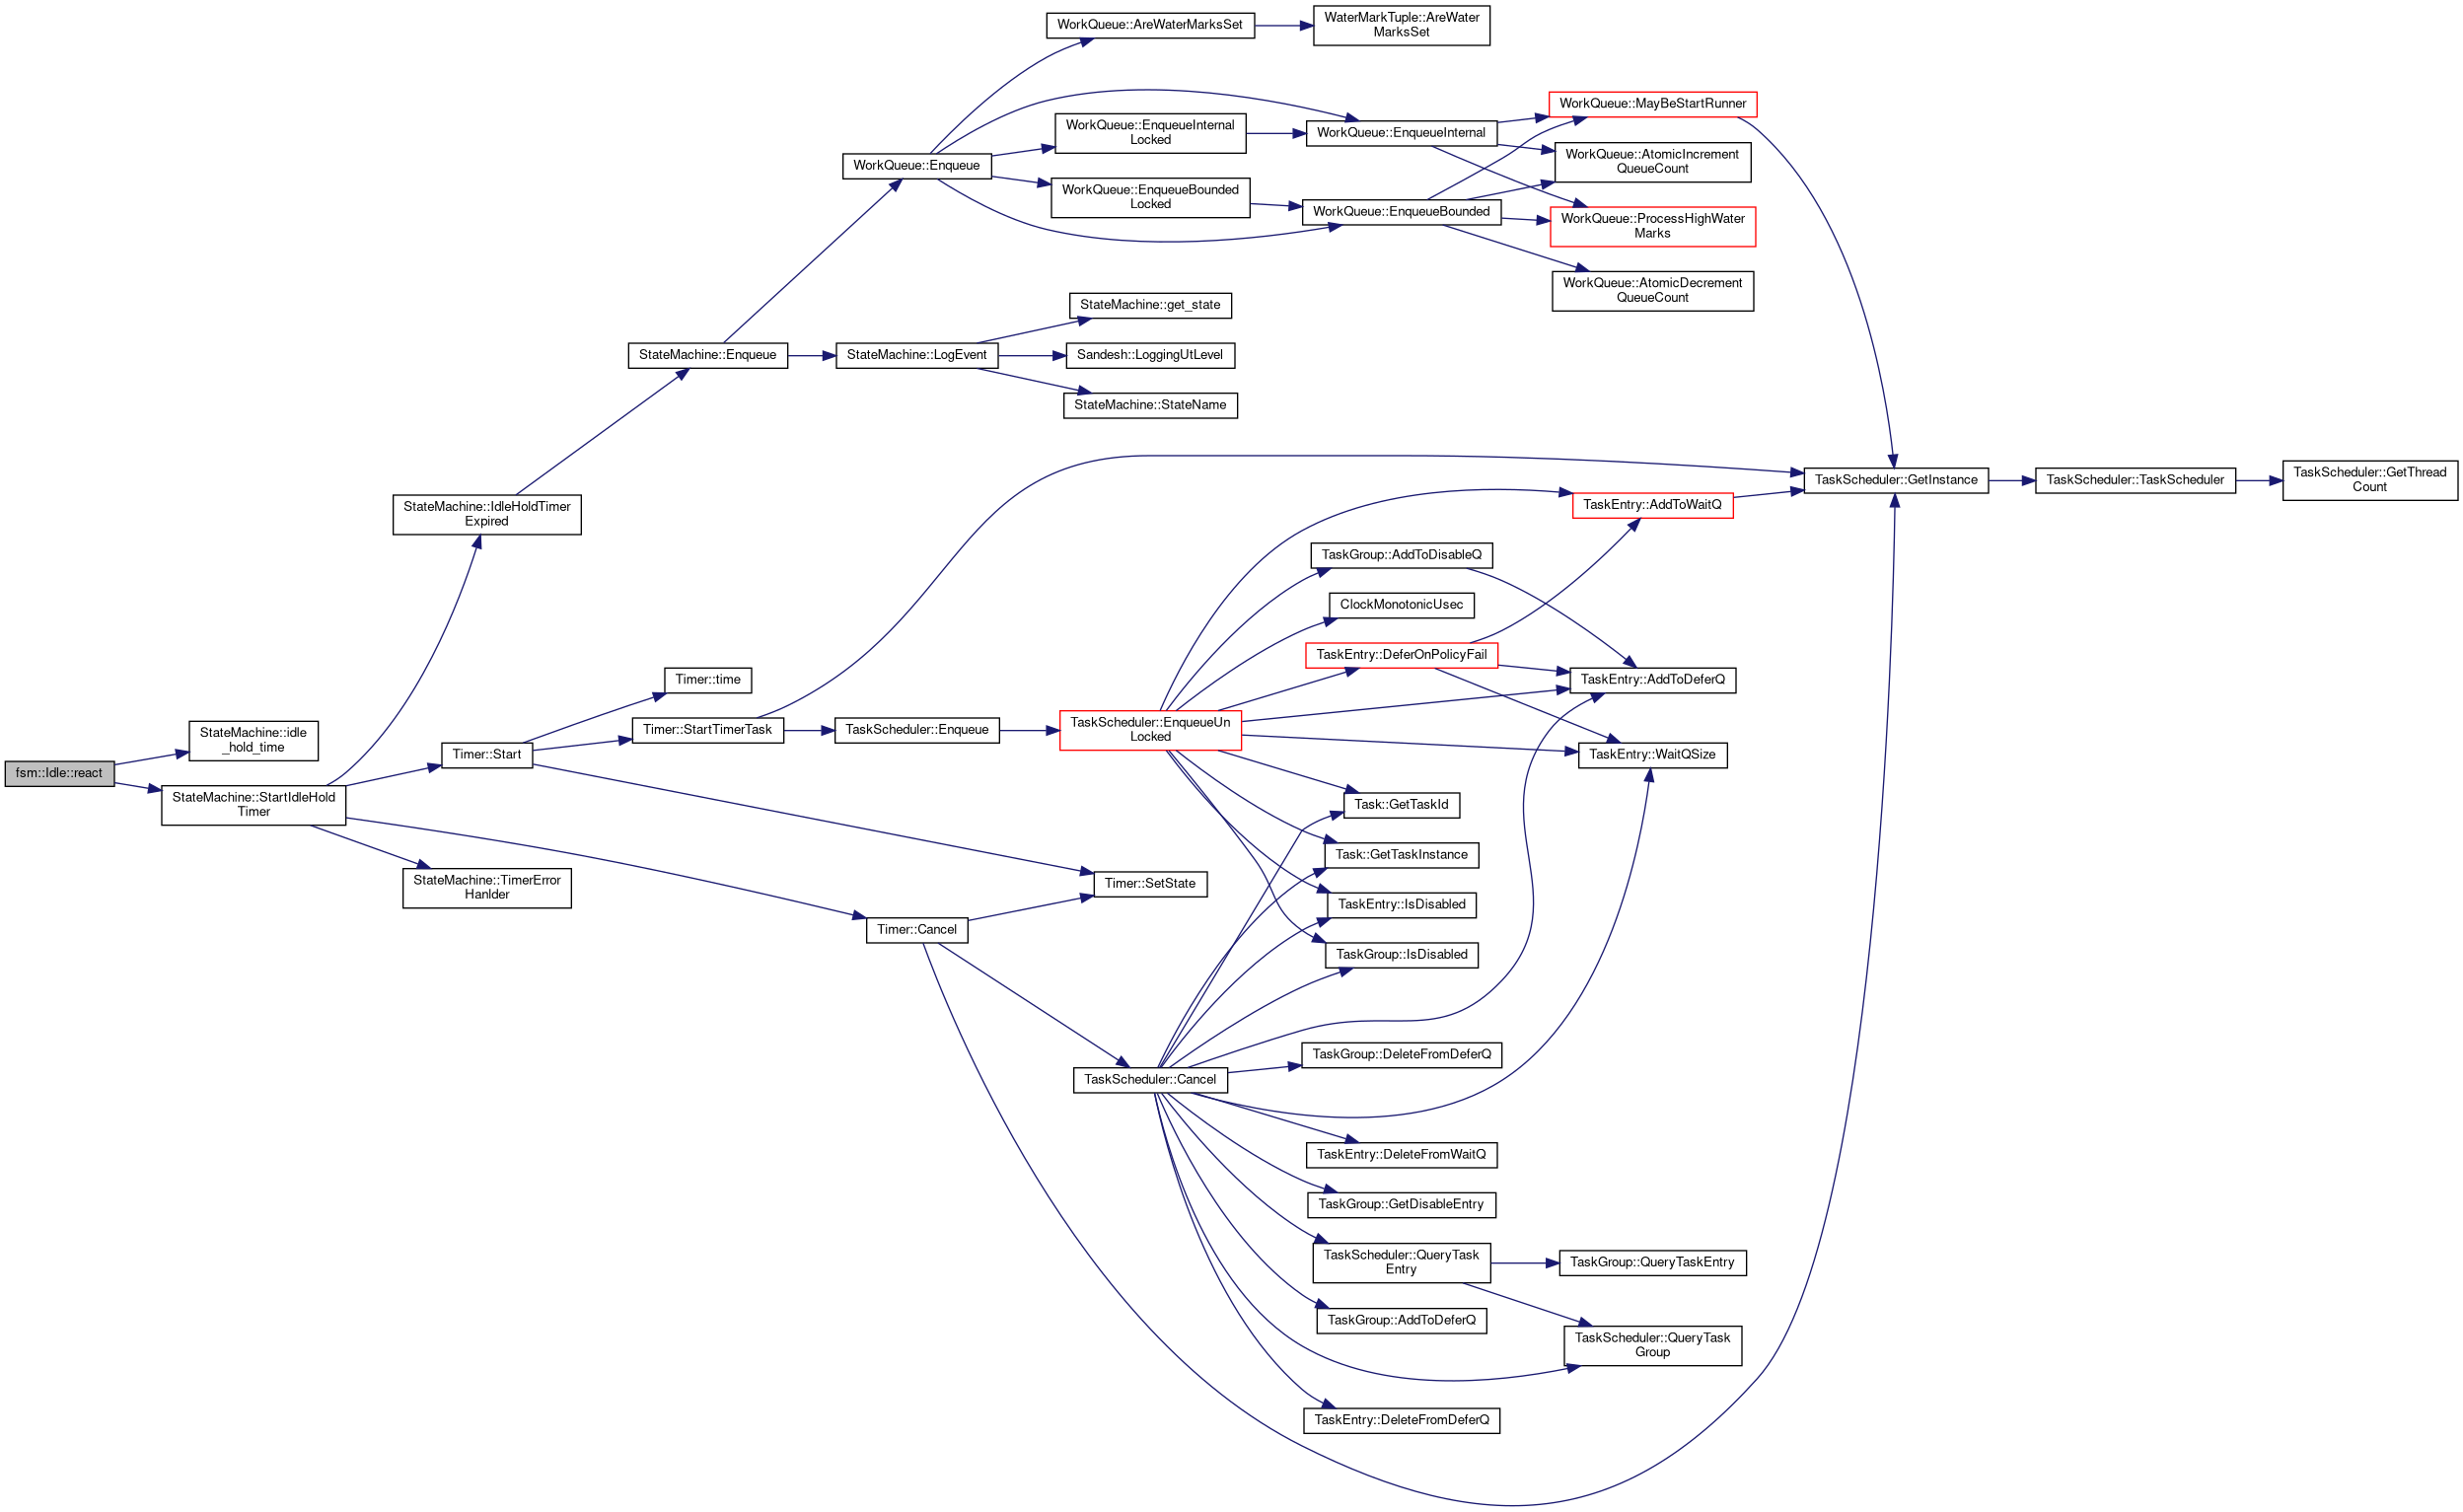 WorkQueue::AreWaterMarksSet
WaterMarkTuple::AreWater
MarksSet
WorkQueue::MayBeStartRunner
WorkQueue::EnqueueInternal
Locked
WorkQueue::EnqueueInternal
WorkQueue::Enqueue
WorkQueue::AtomicIncrement
QueueCount
WorkQueue::EnqueueBounded
Locked
WorkQueue::EnqueueBounded
WorkQueue::ProcessHighWater
Marks
WorkQueue::AtomicDecrement
QueueCount
StateMachine::get_state
StateMachine::Enqueue
StateMachine::LogEvent
Sandesh::LoggingUtLevel
StateMachine::StateName
TaskScheduler::GetInstance
TaskScheduler::TaskScheduler
TaskScheduler::GetThread
Count
StateMachine::IdleHoldTimer
Expired
TaskEntry::AddToWaitQ
TaskGroup::AddToDisableQ
ClockMonotonicUsec
TaskEntry::DeferOnPolicyFail
Timer::time
TaskEntry::AddToDeferQ
StateMachine::idle
_hold_time
Timer::StartTimerTask
TaskScheduler::Enqueue
TaskScheduler::EnqueueUn
Locked
Timer::Start
TaskEntry::WaitQSize
fsm::Idle::react
StateMachine::StartIdleHold
Timer
Task::GetTaskId
Task::GetTaskInstance
StateMachine::TimerError
Hanlder
Timer::SetState
TaskEntry::IsDisabled
Timer::Cancel
TaskGroup::IsDisabled
TaskGroup::DeleteFromDeferQ
TaskScheduler::Cancel
TaskEntry::DeleteFromWaitQ
TaskGroup::GetDisableEntry
TaskScheduler::QueryTask
Entry
TaskGroup::QueryTaskEntry
TaskGroup::AddToDeferQ
TaskScheduler::QueryTask
Group
TaskEntry::DeleteFromDeferQ